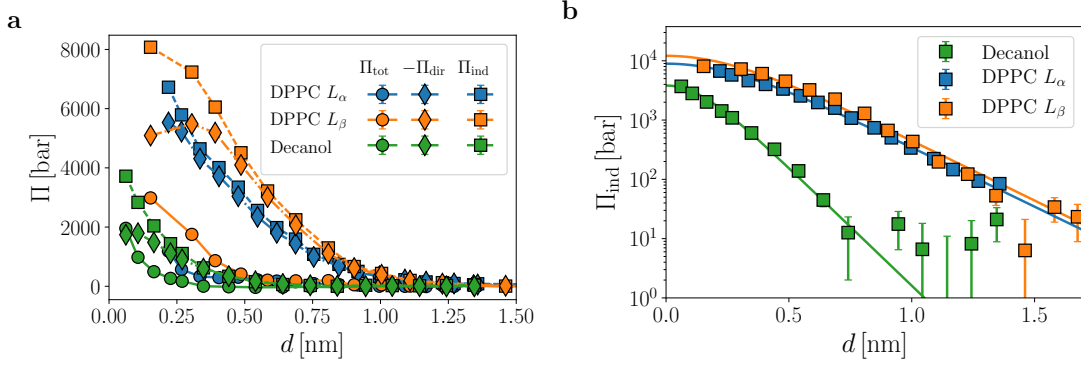 a
Π [bar]
8000
6000
4000
2000
0
0.00 0.25 0.50 0.75 1.00 1.25 1.50
d [nm]
Π_tot −Π_dir Π_ind
DPPC L_α
DPPC L_β
Decanol
b
Π_ind [bar]
10^4
10^3
10^2
10^1
10^0
0.0 0.5 1.0 1.5
d [nm]
Decanol
DPPC L_α
DPPC L_β